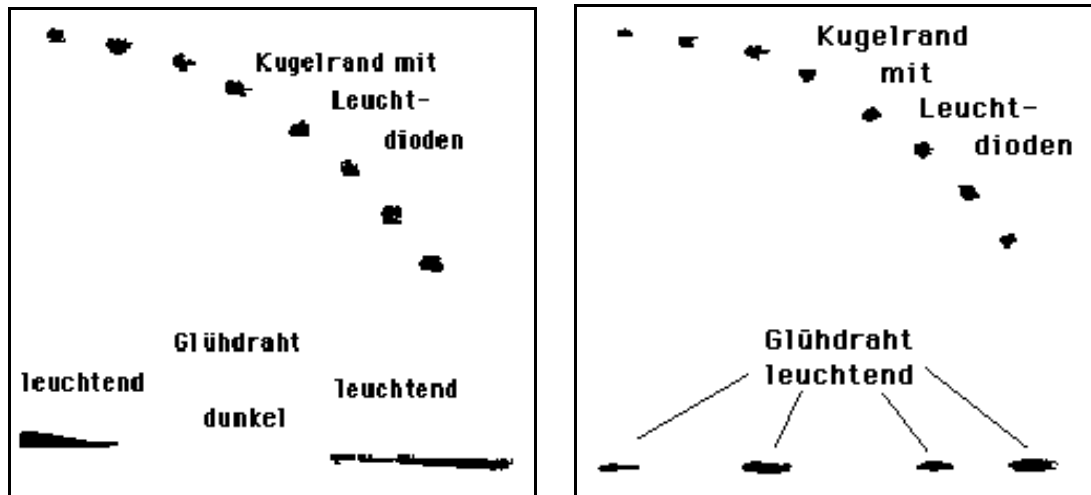 Kugelrand mit
Leucht-
dioden
Glühdraht
leuchtend
leuchtend
dunkel
Kugelrand
mit
Leucht-
dioden
Glühdraht
leuchtend